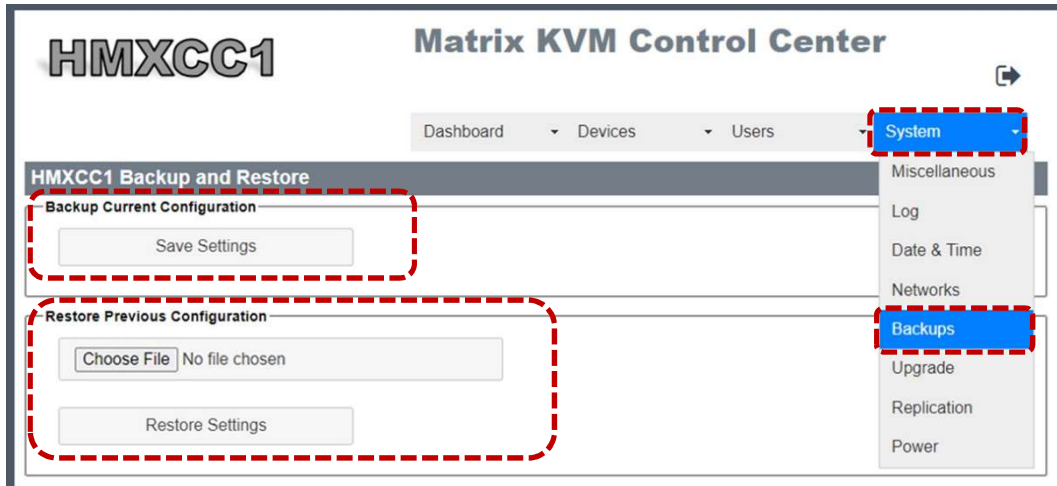 HMXCC1
Matrix KVM Control Center
Dashboard Devices Users System
HMXCC1 Backup and Restore
Backup Current Configuration
Save Settings
Restore Previous Configuration
Choose File No file chosen
Restore Settings
Miscellaneous
Log
Date & Time
Networks
Backups
Upgrade
Replication
Power